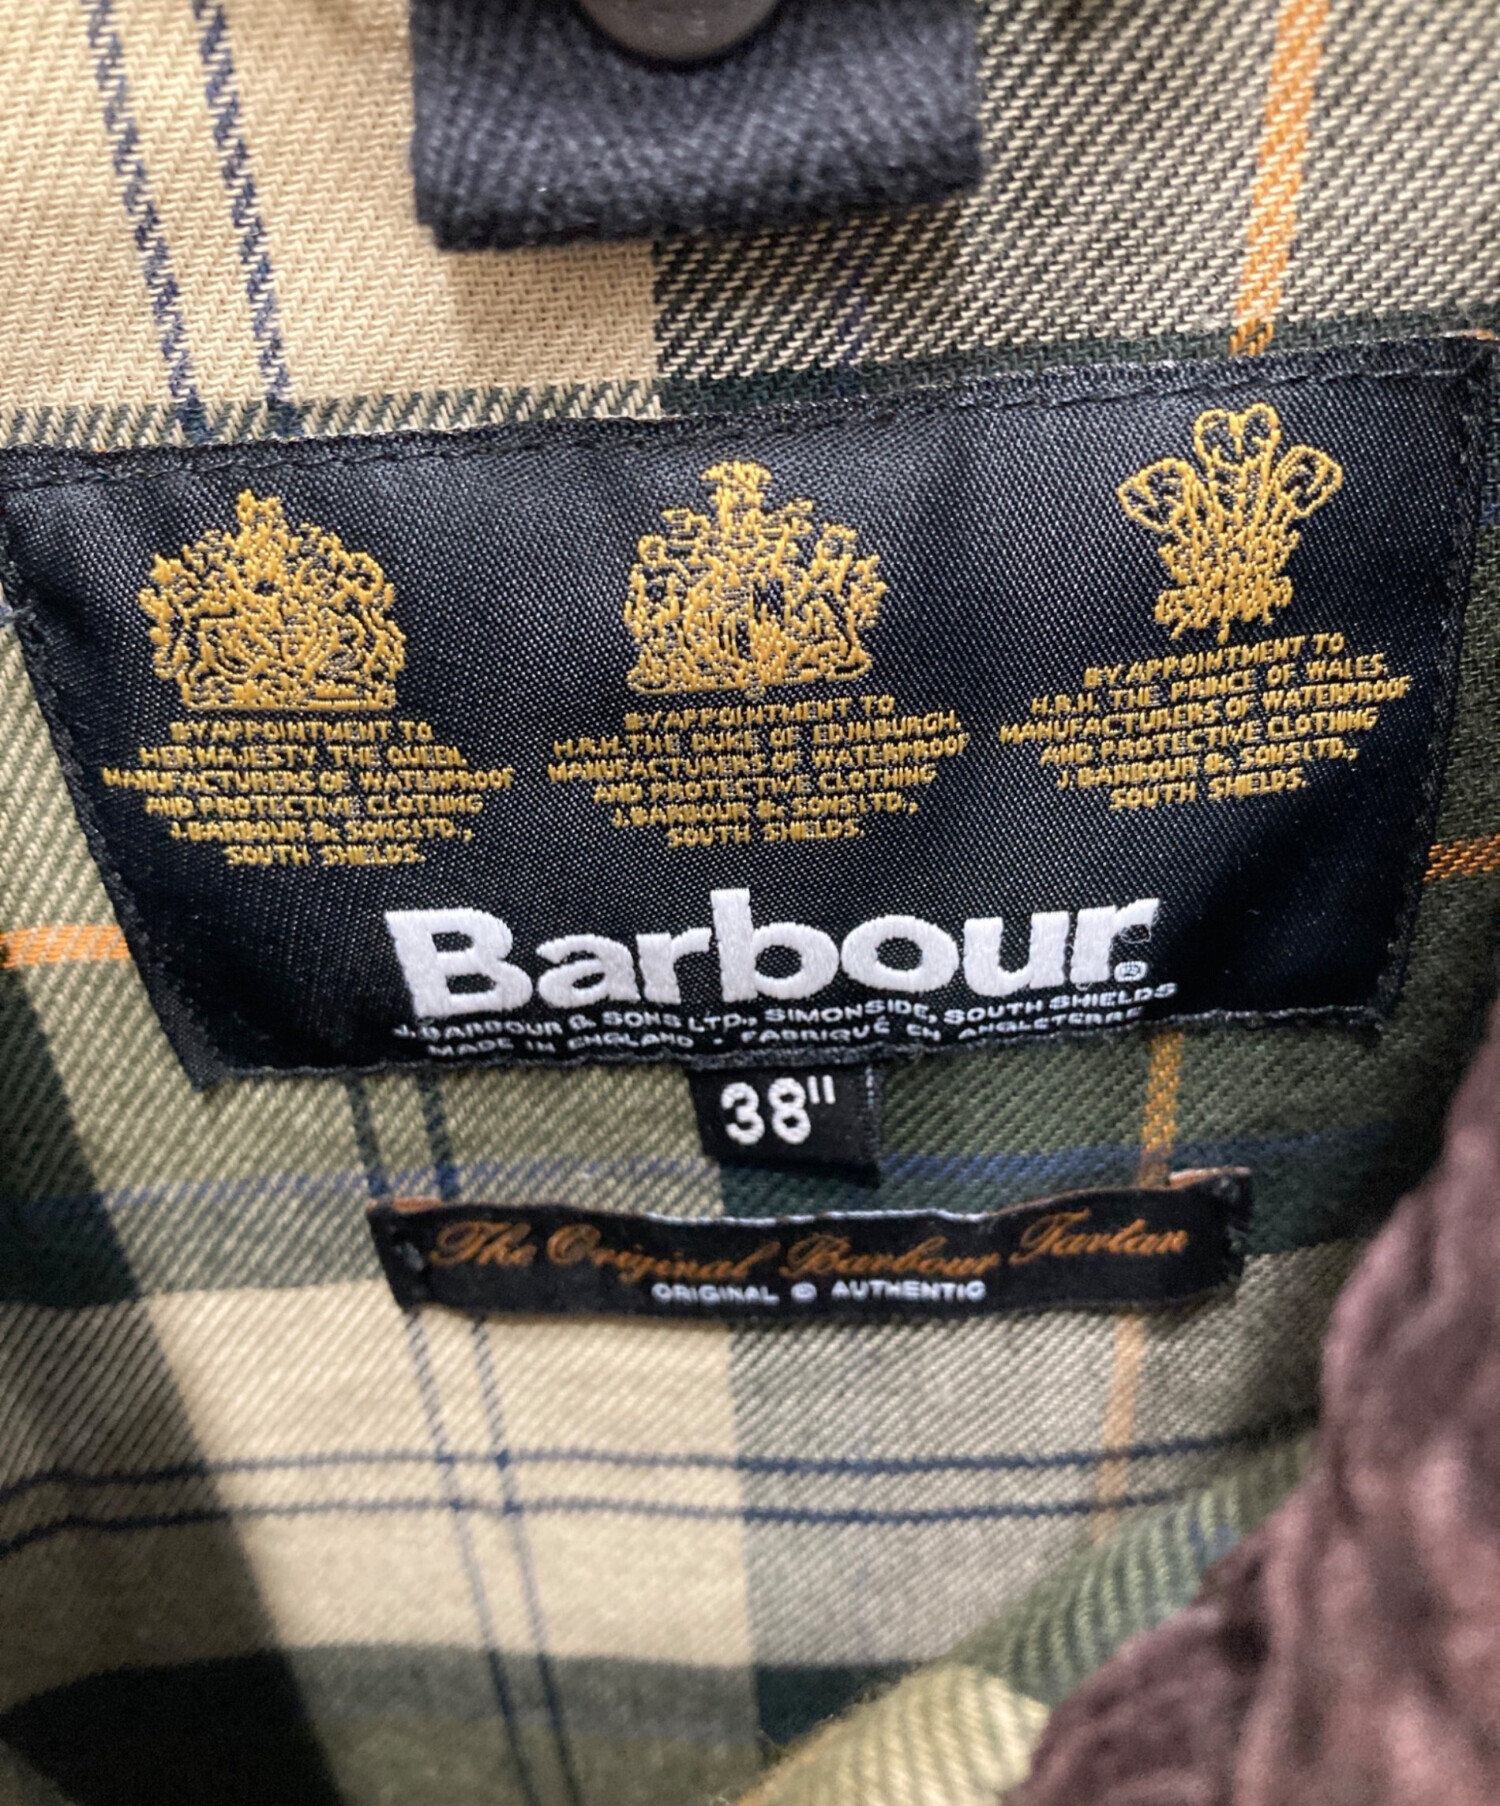 BY APPOINTMENT TO
HER MAJESTY THE QUEEN
MANUFACTURERS OF WATERPROOF
AND PROTECTIVE CLOTHING
J. BARBOUR & SONS LTD.,
SOUTH SHIELDS.
BY APPOINTMENT TO
H.R.H. THE DUKE OF EDINBURGH.
MANUFACTURERS OF WATERPROOF
AND PROTECTIVE CLOTHING
J. BARBOUR & SONS LTD.,
SOUTH SHIELDS.
BY APPOINTMENT TO
H.R.H. THE PRINCE OF WALES.
MANUFACTURERS OF WATERPROOF
AND PROTECTIVE CLOTHING
J. BARBOUR & SONS LTD.,
SOUTH SHIELDS.
Barbour®
J. BARBOUR & SONS LTD., SIMONSIDE, SOUTH SHIELDS
MADE IN ENGLAND · FABRIQUÉ EN ANGLETERRE
38"
The Original Barbour Tartan
ORIGINAL © AUTHENTIC